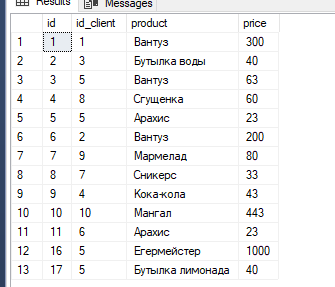 Results Messages
id id_client product price
1 1 1 Вантуз 300
2 2 3 Бутылка воды 40
3 3 5 Вантуз 63
4 4 8 Сгущенка 60
5 5 5 Арахис 23
6 6 2 Вантуз 200
7 7 9 Мармелад 80
8 8 7 Сникерс 33
9 9 4 Кока-кола 43
10 10 10 Мангал 443
11 11 6 Арахис 23
12 16 5 Егермейстер 1000
13 17 5 Бутылка лимонада 40